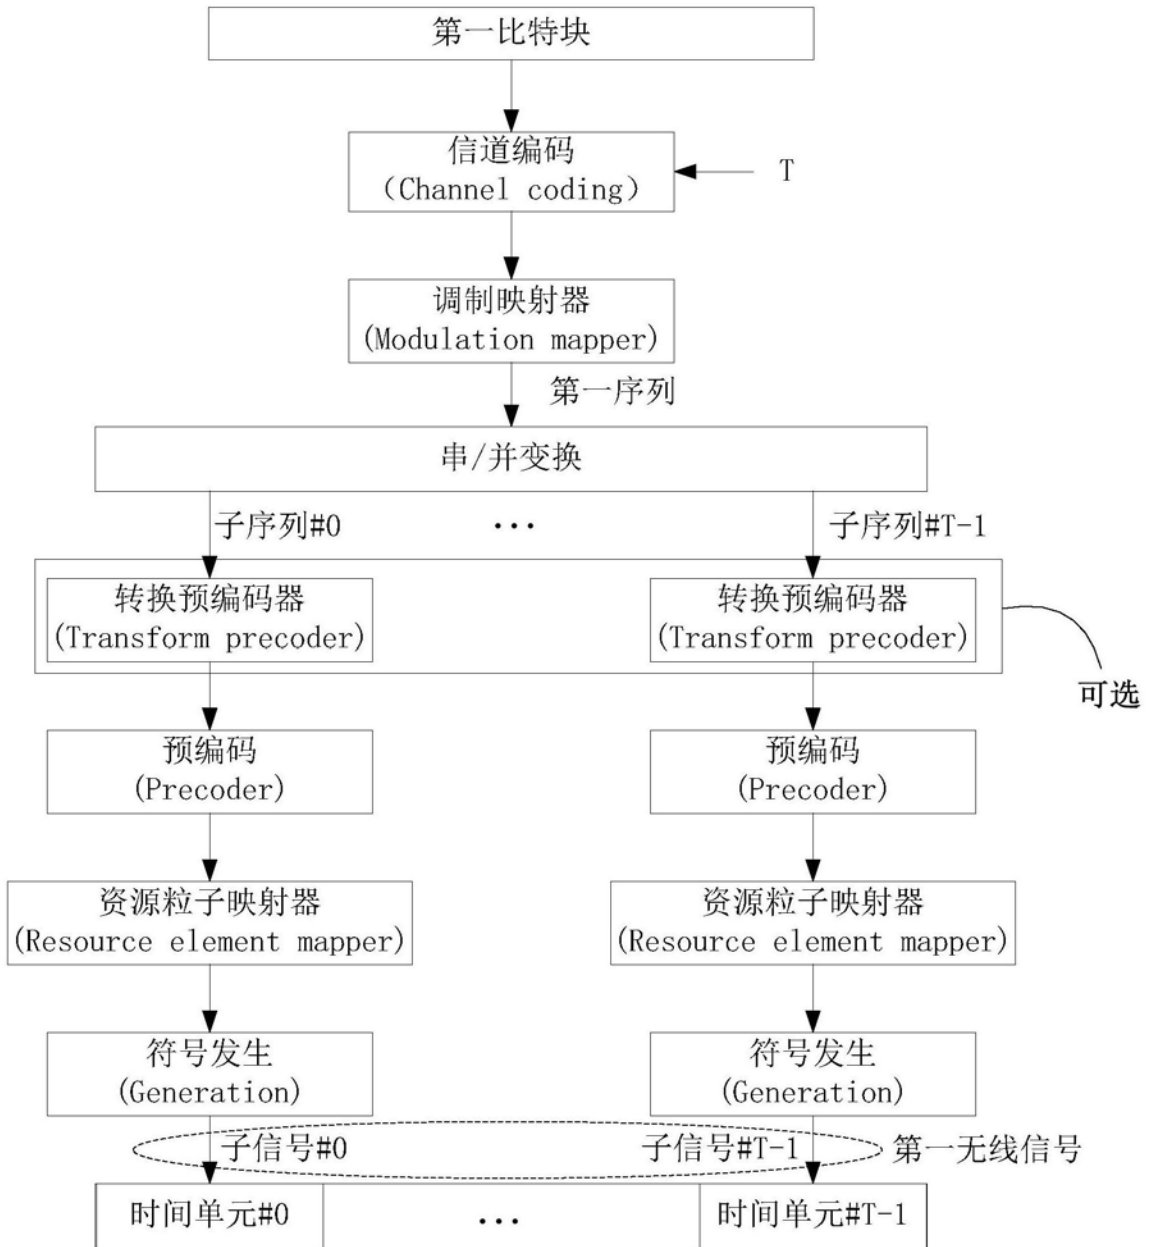 第一比特块
信道编码
（Channel coding）
T
调制映射器
(Modulation mapper)
第一序列
串/并变换
子序列#0
...
子序列#T-1
转换预编码器
(Transform precoder)
转换预编码器
(Transform precoder)
可选
预编码
(Precoder)
预编码
(Precoder)
资源粒子映射器
(Resource element mapper)
资源粒子映射器
(Resource element mapper)
符号发生
(Generation)
符号发生
(Generation)
子信号#0
子信号#T-1
第一无线信号
时间单元#0
...
时间单元#T-1